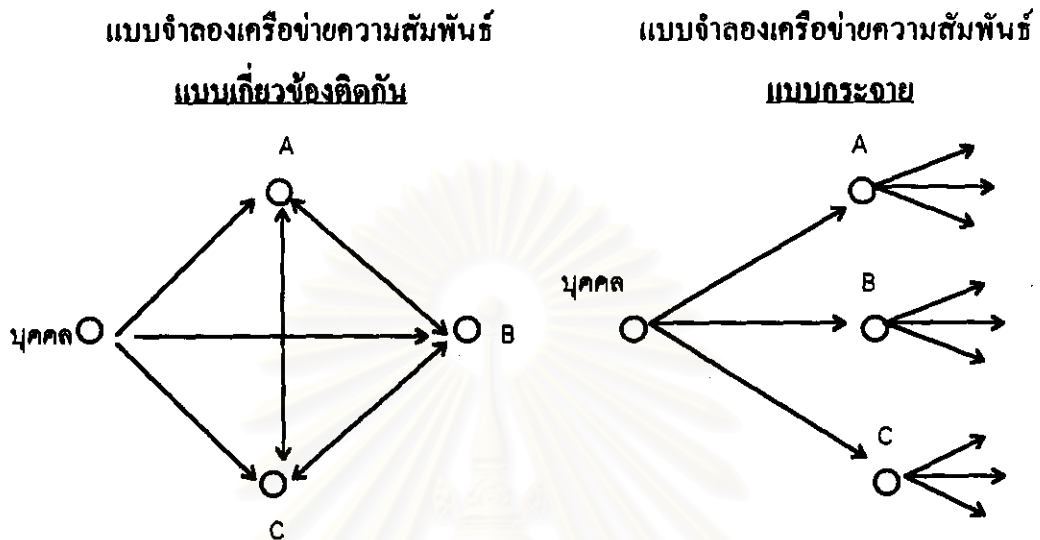 แบบจำลองเครือข่ายความสัมพันธ์
แบบเกี่ยวข้องติดกัน
A
บุคคล
B
C
แบบจำลองเครือข่ายความสัมพันธ์
แบบกระจาย
A
บุคคล
B
C